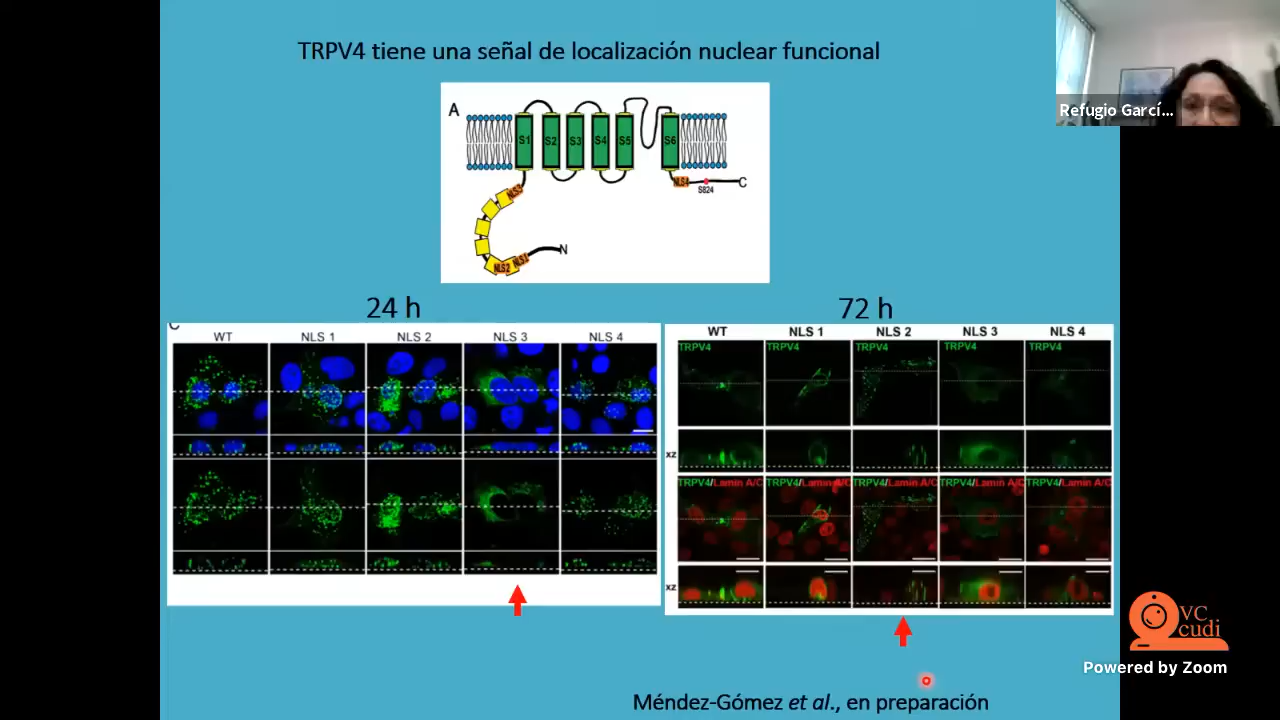 TRPV4 tiene una señal de localización nuclear funcional
Refugio Garcí...
A
S1 S2 S3 S4 S5 S6
NLS4 S824 C
NLS3
N
NLS2 NLS1
24 h
72 h
C
WT NLS 1 NLS 2 NLS 3 NLS 4
WT NLS 1 NLS 2 NLS 3 NLS 4
TRPV4 TRPV4 TRPV4 TRPV4 TRPV4
xz
TRPV4/Lamin A/C TRPV4/Lamin A/C TRPV4/Lamin A/C TRPV4/Lamin A/C TRPV4/Lamin A/C
xz
VC
cudi
Powered by Zoom
Méndez-Gómez et al., en preparación